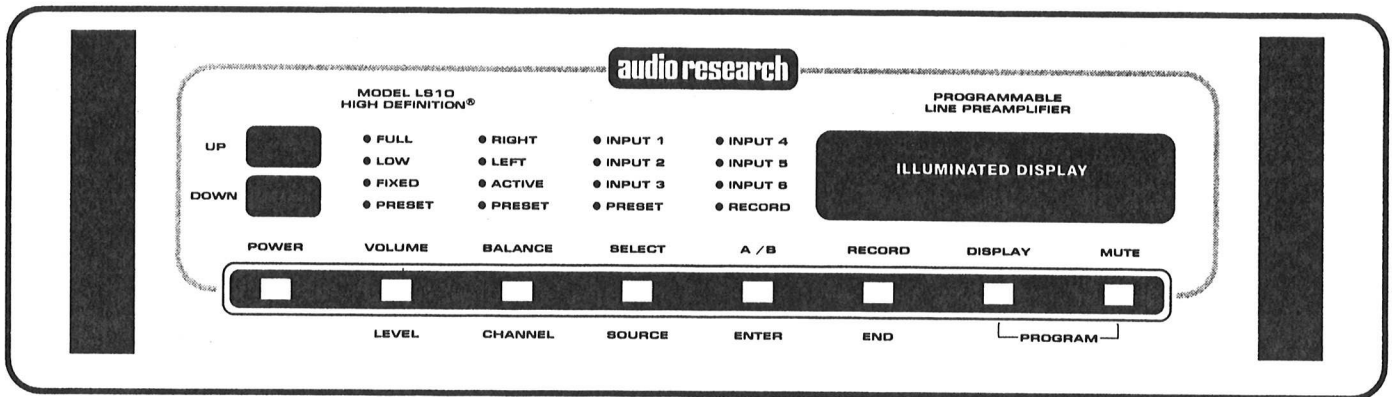 audio research
MODEL LS10
HIGH DEFINITION®
PROGRAMMABLE
LINE PREAMPLIFIER
UP
DOWN
FULL
LOW
FIXED
PRESET
RIGHT
LEFT
ACTIVE
PRESET
INPUT 1
INPUT 2
INPUT 3
PRESET
INPUT 4
INPUT 5
INPUT 6
RECORD
ILLUMINATED DISPLAY
POWER VOLUME BALANCE SELECT A/B RECORD DISPLAY MUTE
LEVEL CHANNEL SOURCE ENTER END PROGRAM